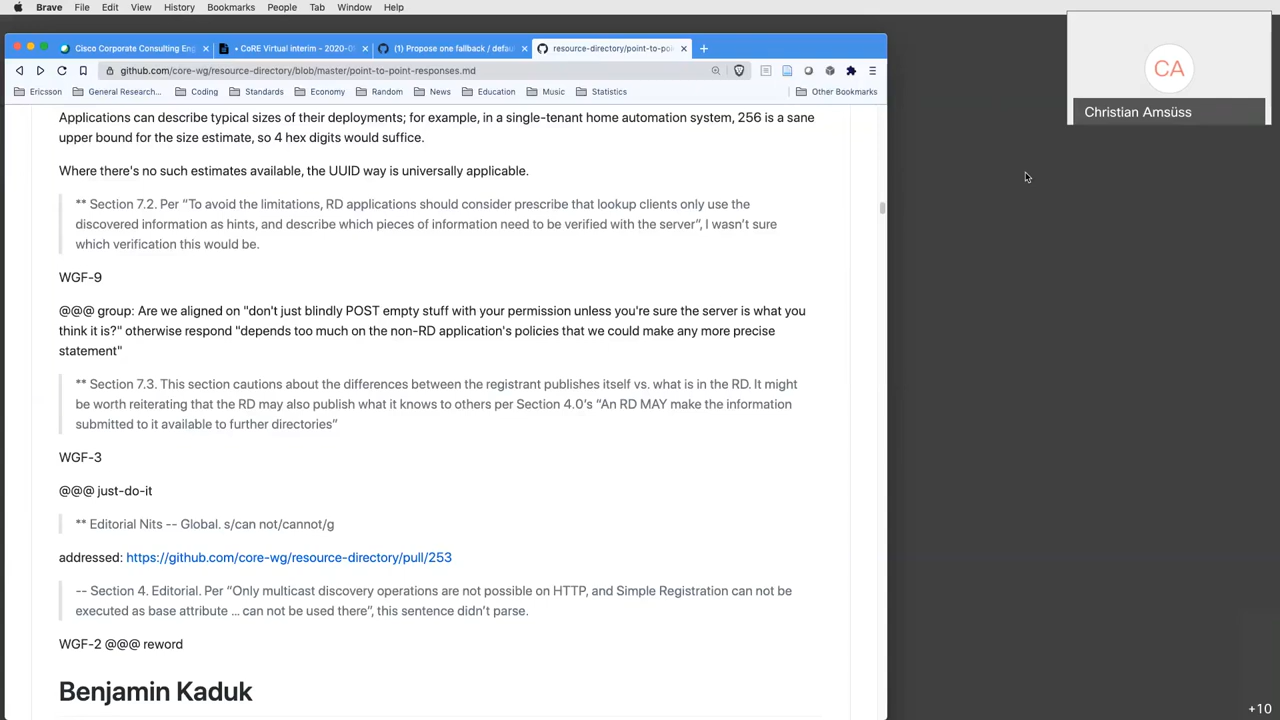 Brave File Edit View History Bookmarks People Tab Window Help
Cisco Corporate Consulting En
• CoRE Virtual interim - 2020-0
(1) Propose one fallback / defau
resource-directory/point-to-poi
github.com/core-wg/resource-directory/blob/master/point-to-point-responses.md
Ericsson General Research... Coding Standards Economy Random News Education Music Statistics Other Bookmarks
Applications can describe typical sizes of their deployments; for example, in a single-tenant home automation system, 256 is a sane
upper bound for the size estimate, so 4 hex digits would suffice.
Where there's no such estimates available, the UUID way is universally applicable.
** Section 7.2. Per “To avoid the limitations, RD applications should consider prescribe that lookup clients only use the
discovered information as hints, and describe which pieces of information need to be verified with the server”, I wasn’t sure
which verification this would be.
WGF-9
@@@ group: Are we aligned on "don't just blindly POST empty stuff with your permission unless you're sure the server is what you
think it is?" otherwise respond "depends too much on the non-RD application's policies that we could make any more precise
statement"
** Section 7.3. This section cautions about the differences between the registrant publishes itself vs. what is in the RD. It might
be worth reiterating that the RD may also publish what it knows to others per Section 4.0’s “An RD MAY make the information
submitted to it available to further directories”
WGF-3
@@@ just-do-it
** Editorial Nits -- Global. s/can not/cannot/g
addressed: https://github.com/core-wg/resource-directory/pull/253
-- Section 4. Editorial. Per “Only multicast discovery operations are not possible on HTTP, and Simple Registration can not be
executed as base attribute … can not be used there”, this sentence didn’t parse.
WGF-2 @@@ reword
Benjamin Kaduk
CA
Christian Amsüss
+10